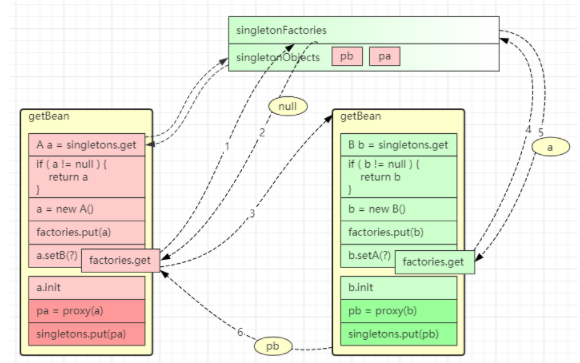 singletonFactories
singletonObjects
pb
pa
null
1
2
3
4
5
a
getBean
A a = singletons.get
if ( a != null ) {
return a
}
a = new A()
factories.put(a)
a.setB(?)
factories.get
a.init
pa = proxy(a)
singletons.put(pa)
getBean
B b = singletons.get
if ( b != null ) {
return b
}
b = new B()
factories.put(b)
b.setA(?)
factories.get
b.init
pb = proxy(b)
singletons.put(pb)
6
pb